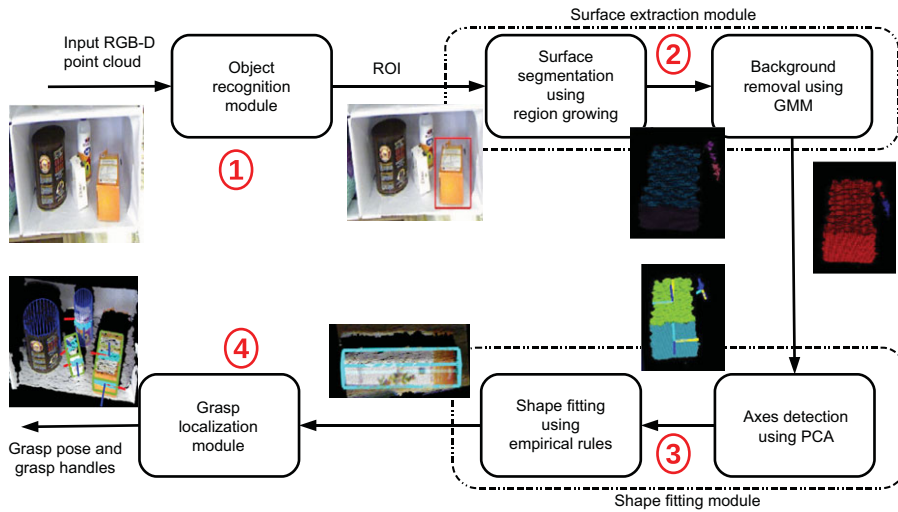 Surface extraction module
Input RGB-D
point cloud
Object
recognition
module
ROI
Surface
segmentation
using
region growing
2
Background
removal using
GMM
1
4
Grasp
localization
module
Shape fitting
using
empirical rules
3
Axes detection
using PCA
Grasp pose and
grasp handles
Shape fitting module